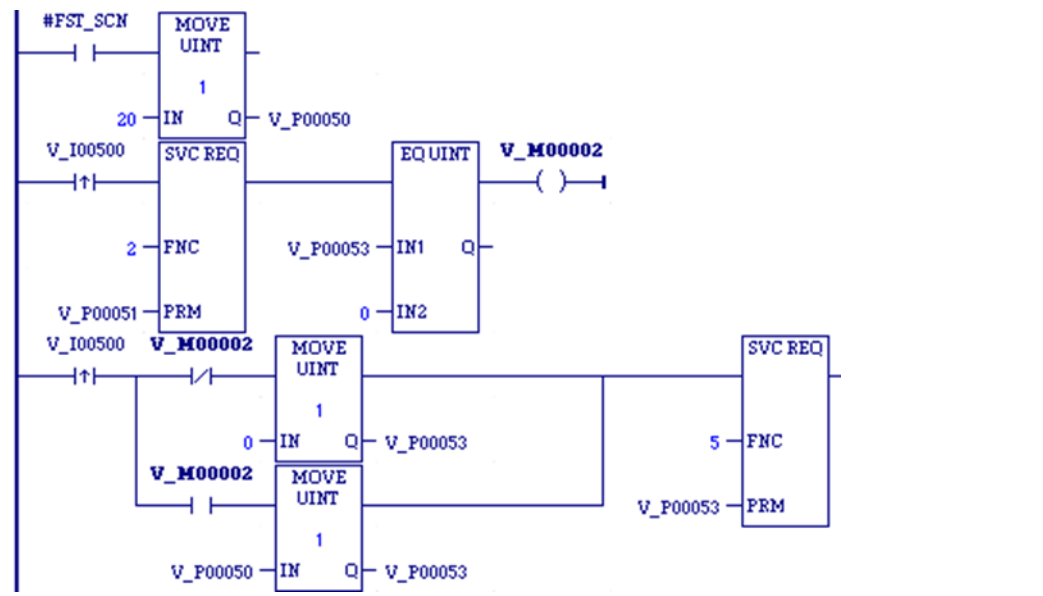 #FST_SCN MOVE
UINT
1
20 IN Q V_P00050
V_I00500 SVC REQ EQ UINT V_M00002
2 FNC V_P00053 IN1 Q
V_P00051 PRM 0 IN2
V_I00500 V_M00002 MOVE SVC REQ
UINT
1
0 IN Q V_P00053 5 FNC
V_M00002 MOVE
UINT V_P00053 PRM
1
V_P00050 IN Q V_P00053